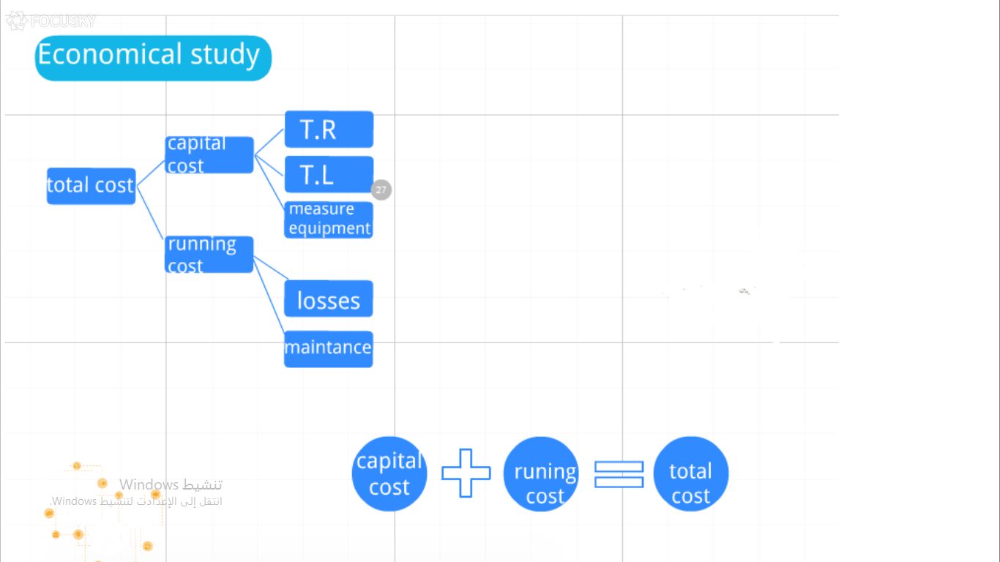 FOCUSKY
Economical study
total cost
capital
cost
running
cost
T.R
T.L
27
measure
equipment
losses
maintance
capital
cost
runing
cost
total
cost
تنشيط Windows
انتقل إلى الإعدادات لتنشيط Windows.